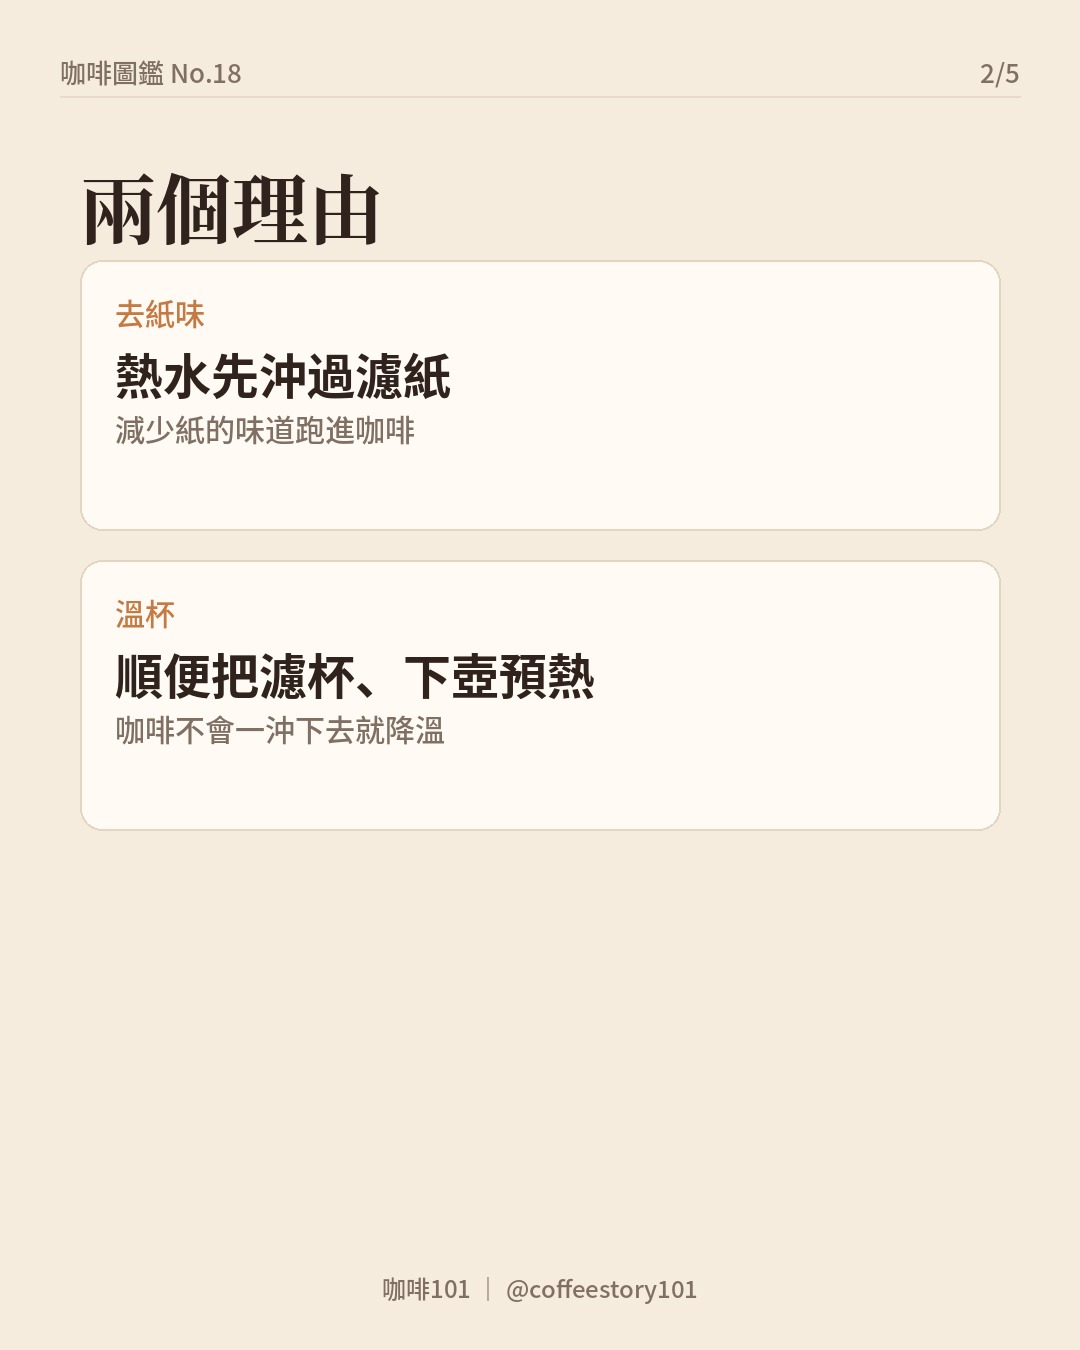 咖啡圖鑑 No.18
2/5
兩個理由
去紙味
熱水先沖過濾紙
減少紙的味道跑進咖啡
溫杯
順便把濾杯、下壺預熱
咖啡不會一沖下去就降溫
咖啡101｜@coffeestory101